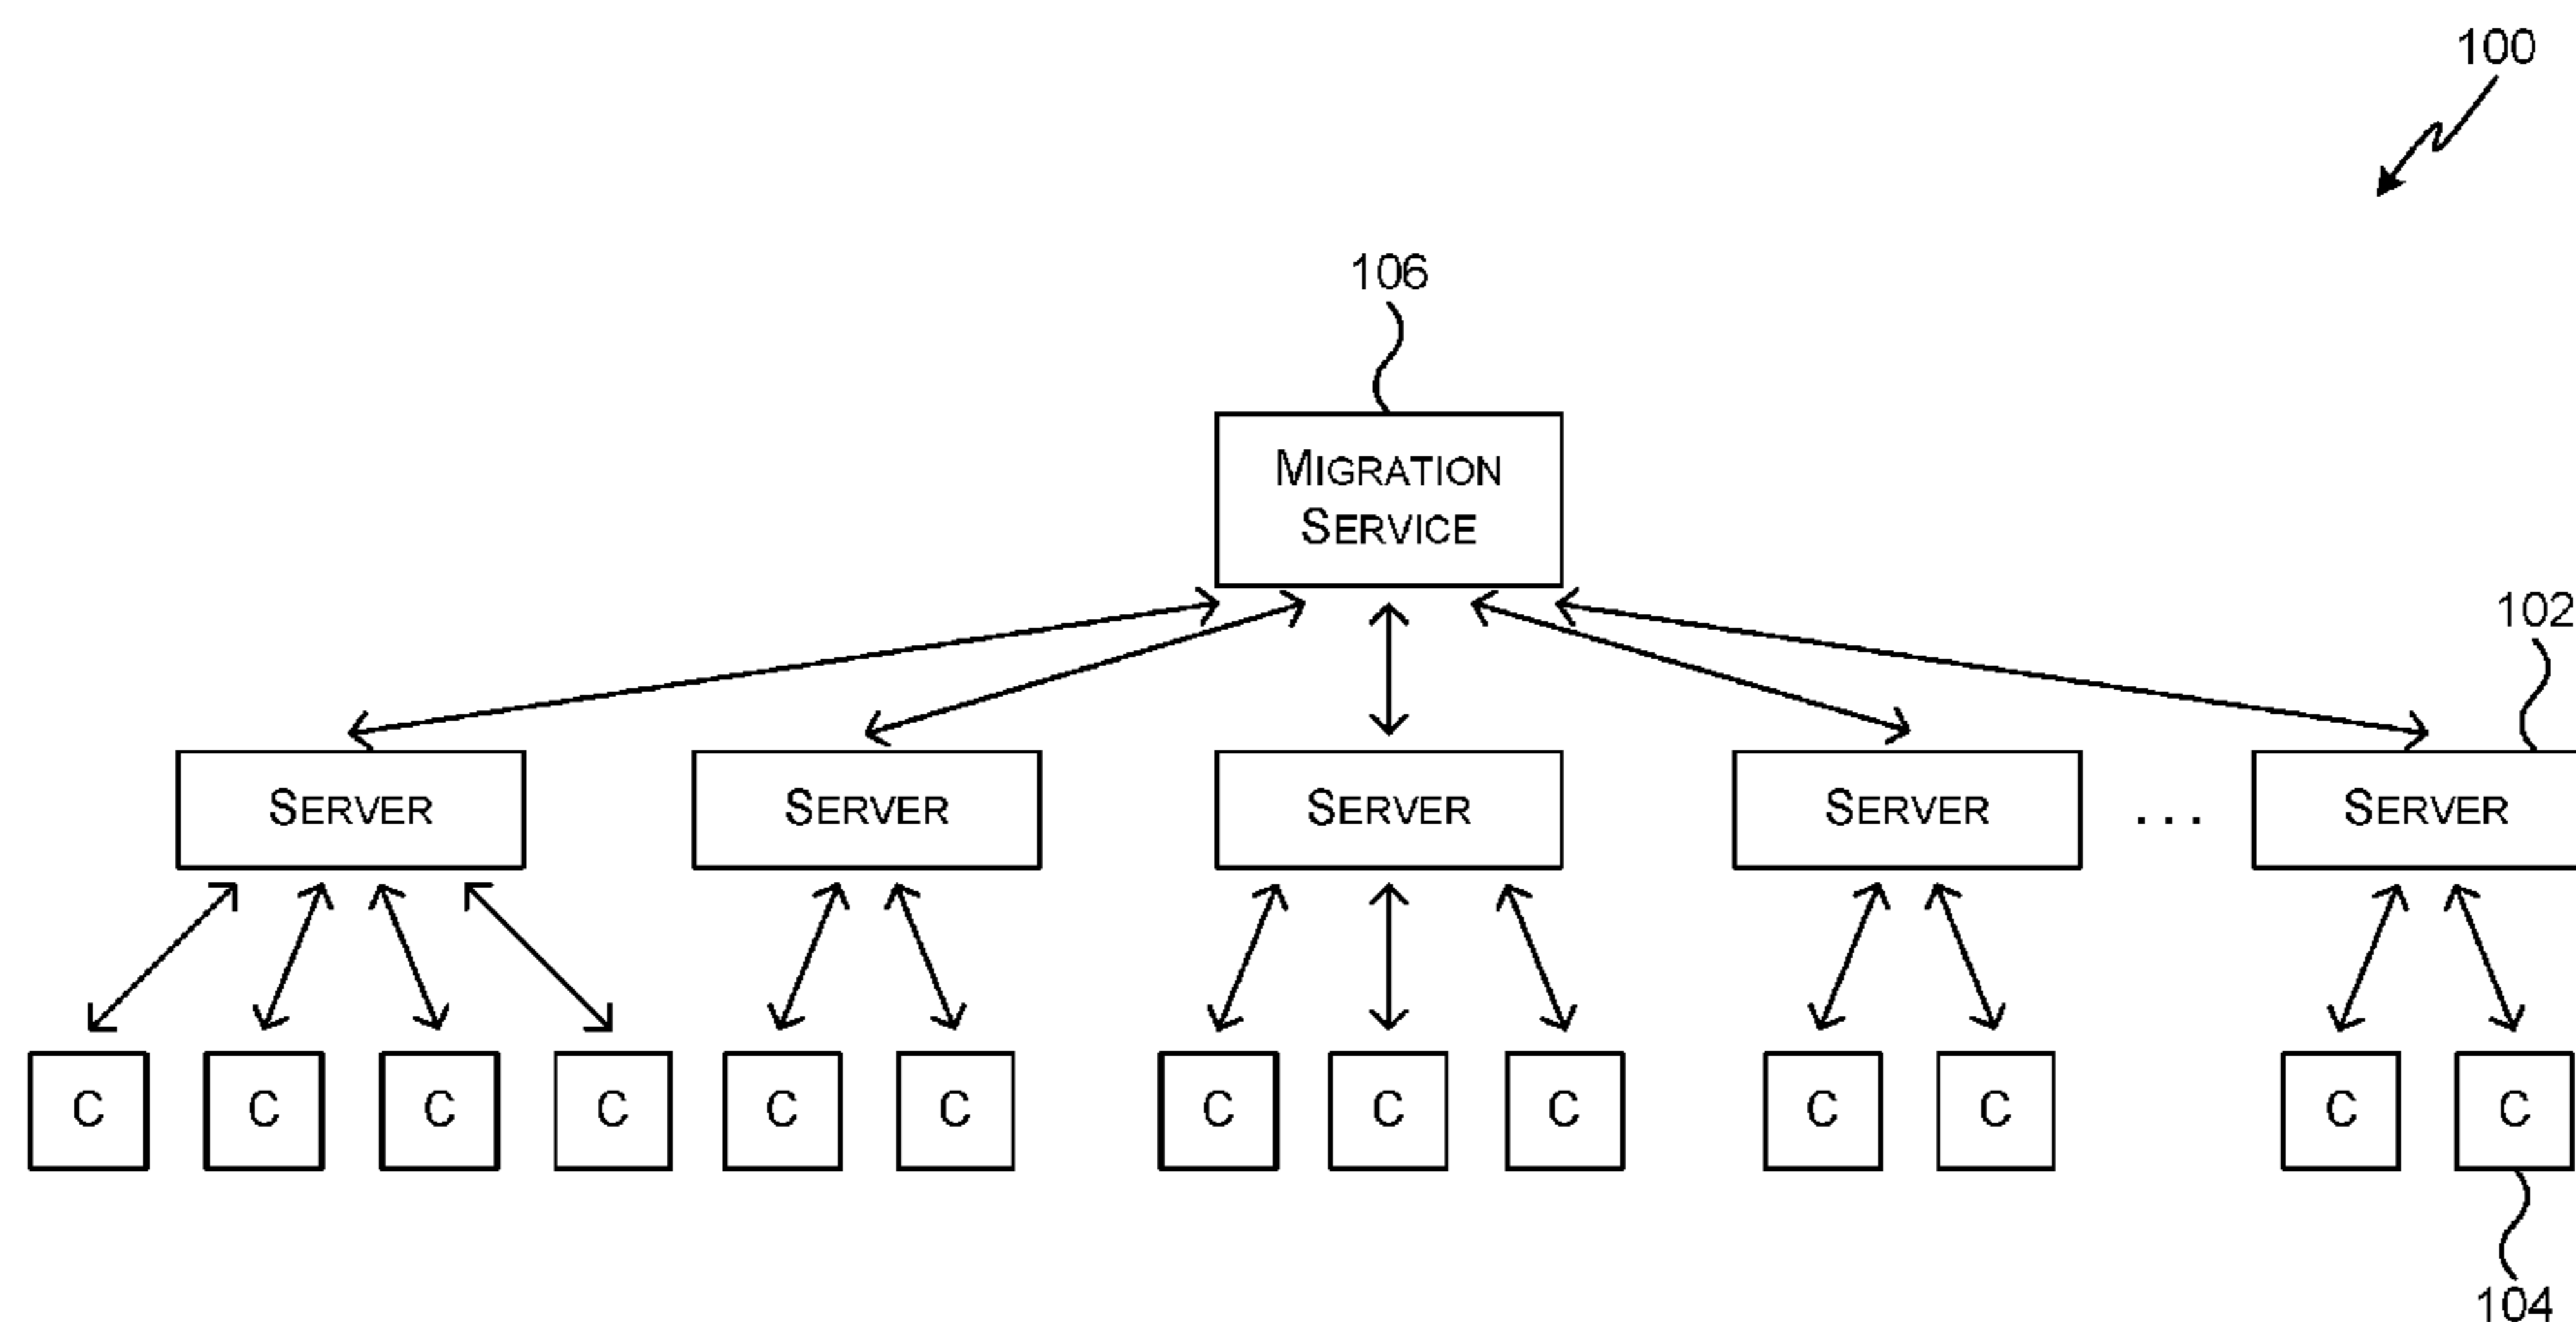 100
106
MIGRATION
SERVICE
102
SERVER SERVER SERVER SERVER ... SERVER
C C C C C C C C C C C C C
104